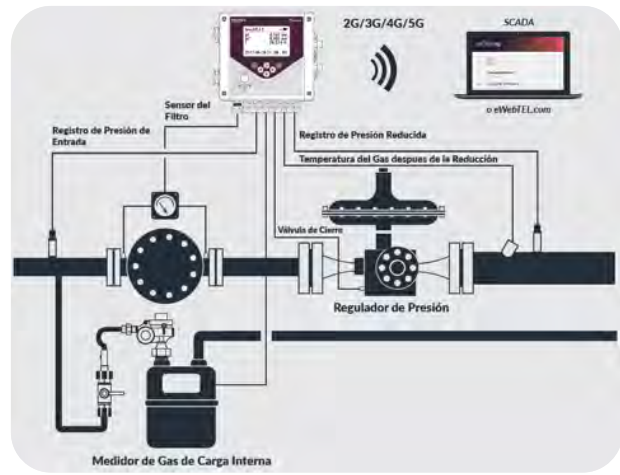 2G/3G/4G/5G
SCADA
o eWebTEL.com
Sensor del
Filtro
Registro de Presión de
Entrada
Registro de Presión Reducida
Temperatura del Gas despues de la Reducción
Válvula de Cierro
Regulador de Presión
Medidor de Gas de Carga Interna